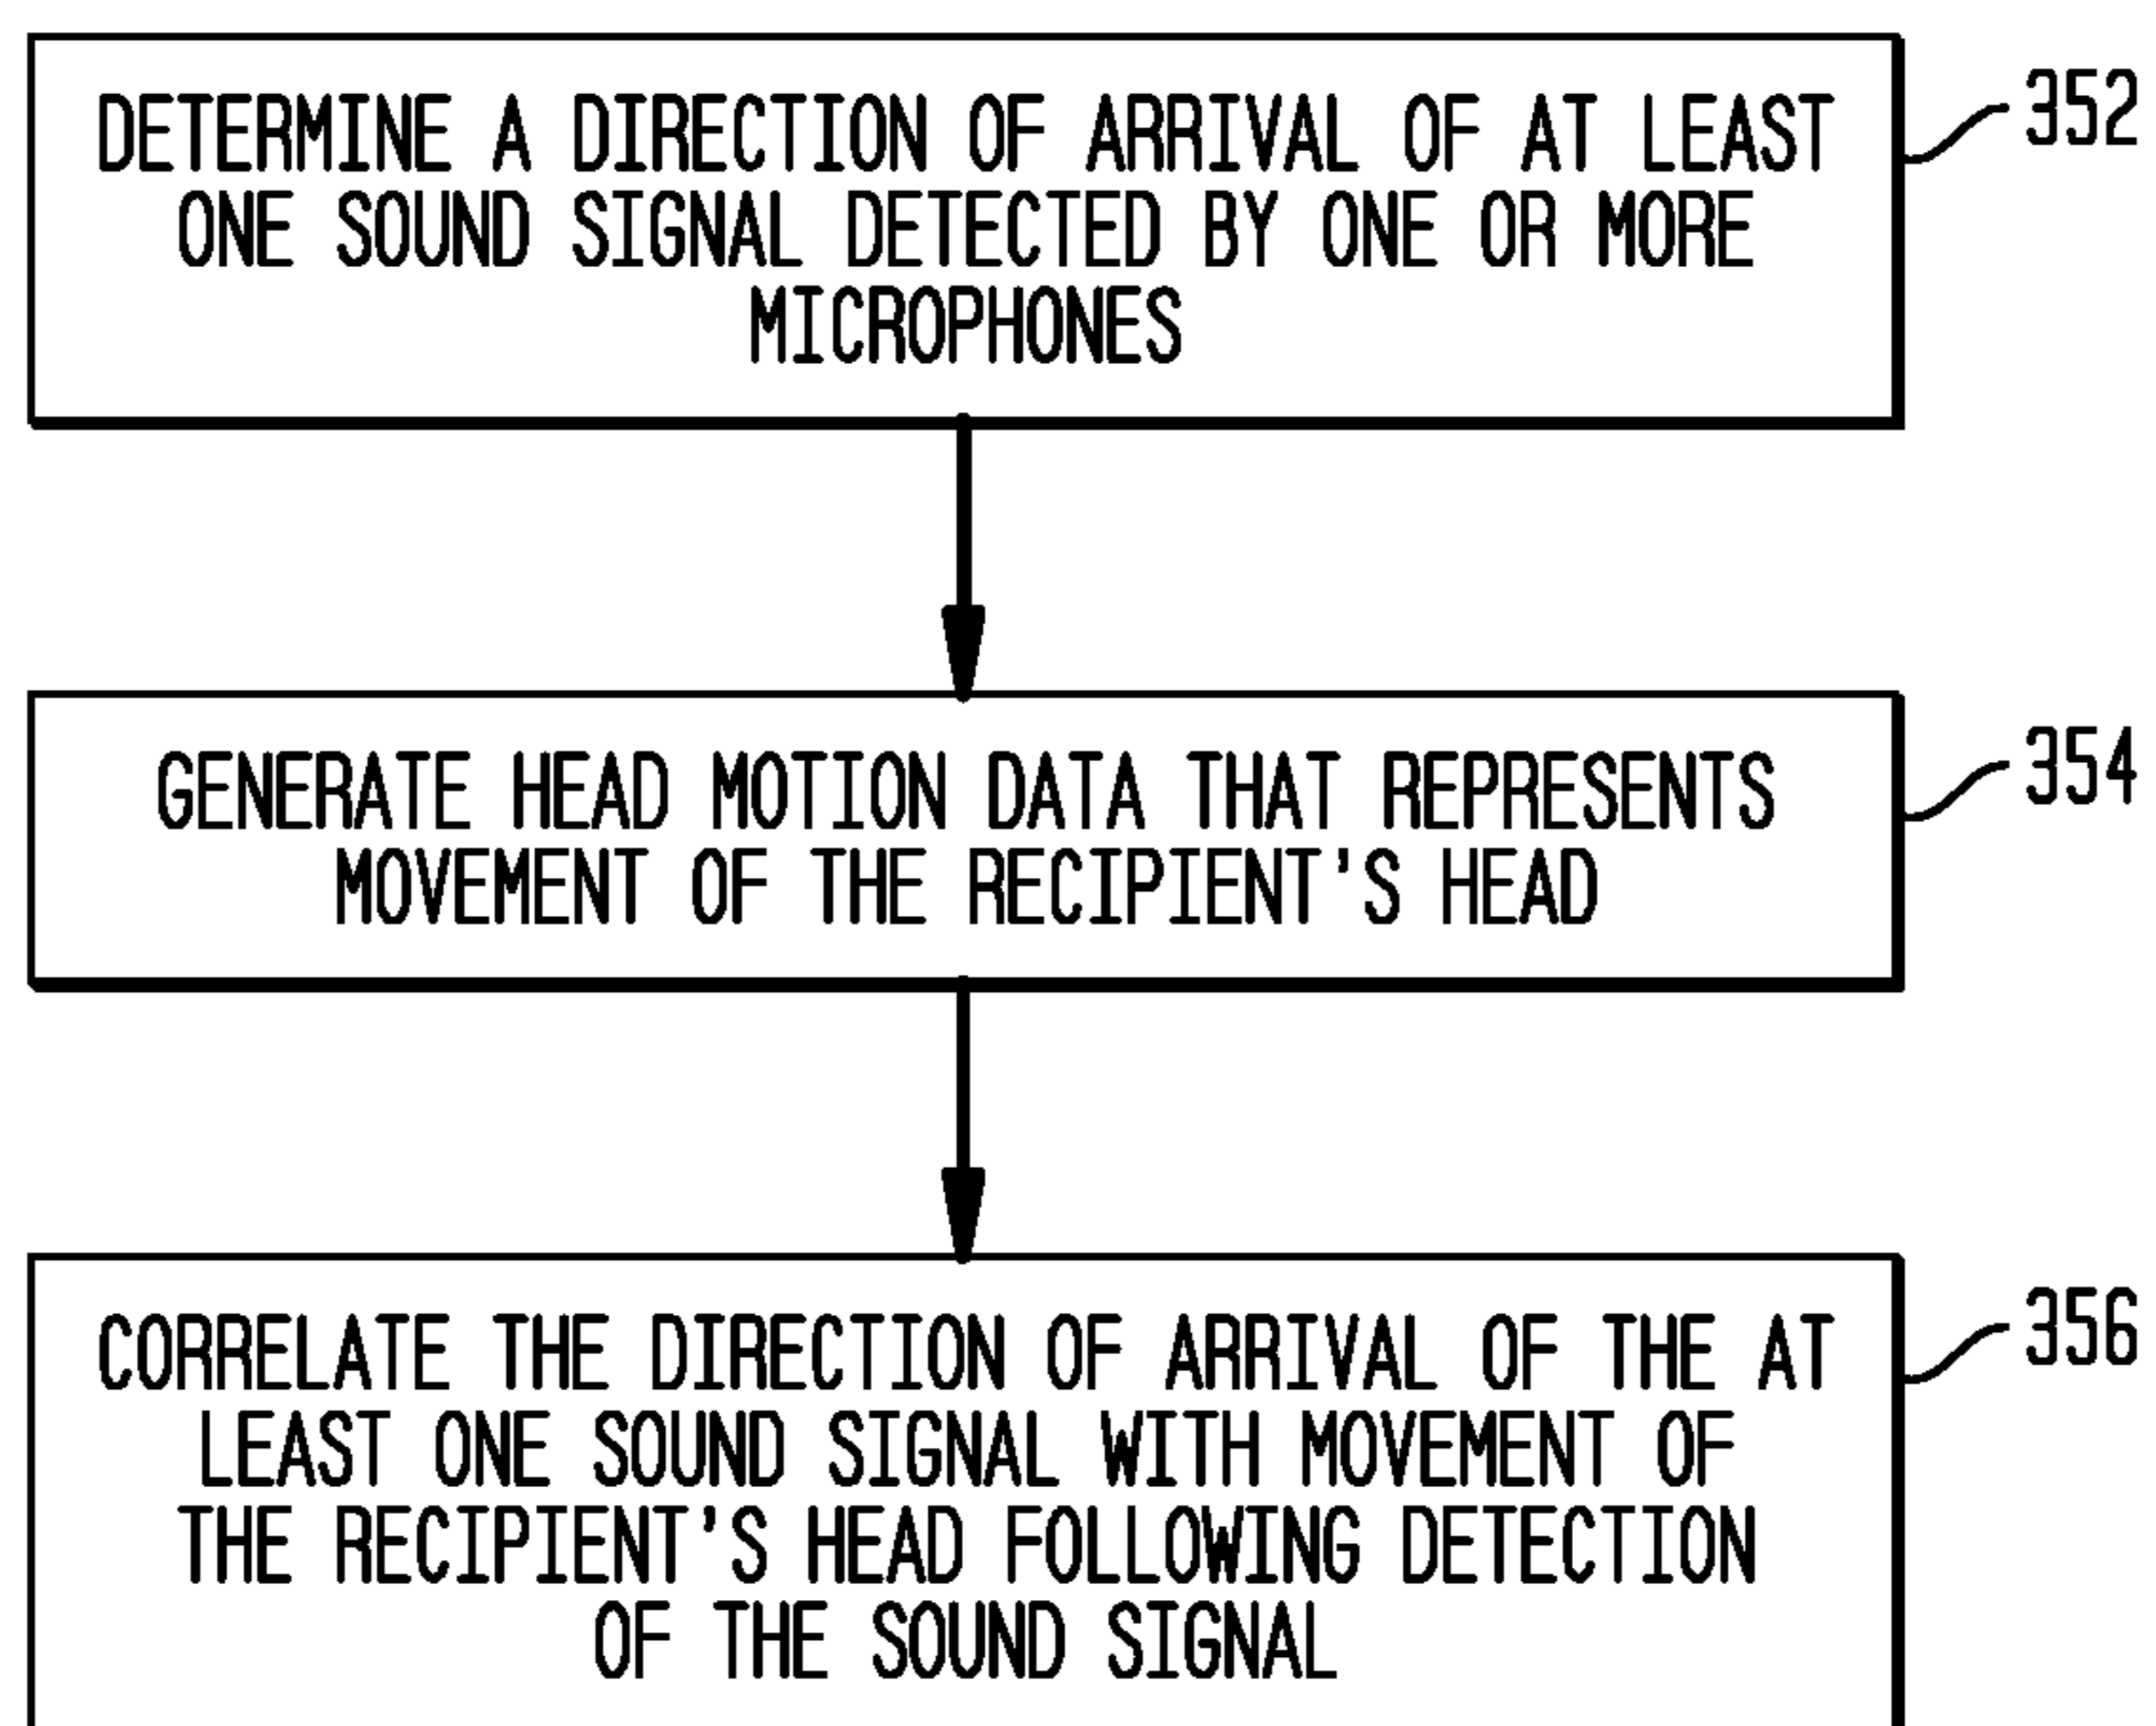 DETERMINE A DIRECTION OF ARRIVAL OF AT LEAST
ONE SOUND SIGNAL DETECTED BY ONE OR MORE
MICROPHONES
352
GENERATE HEAD MOTION DATA THAT REPRESENTS
MOVEMENT OF THE RECIPIENT'S HEAD
354
CORRELATE THE DIRECTION OF ARRIVAL OF THE AT
LEAST ONE SOUND SIGNAL WITH MOVEMENT OF
THE RECIPIENT'S HEAD FOLLOWING DETECTION
OF THE SOUND SIGNAL
356